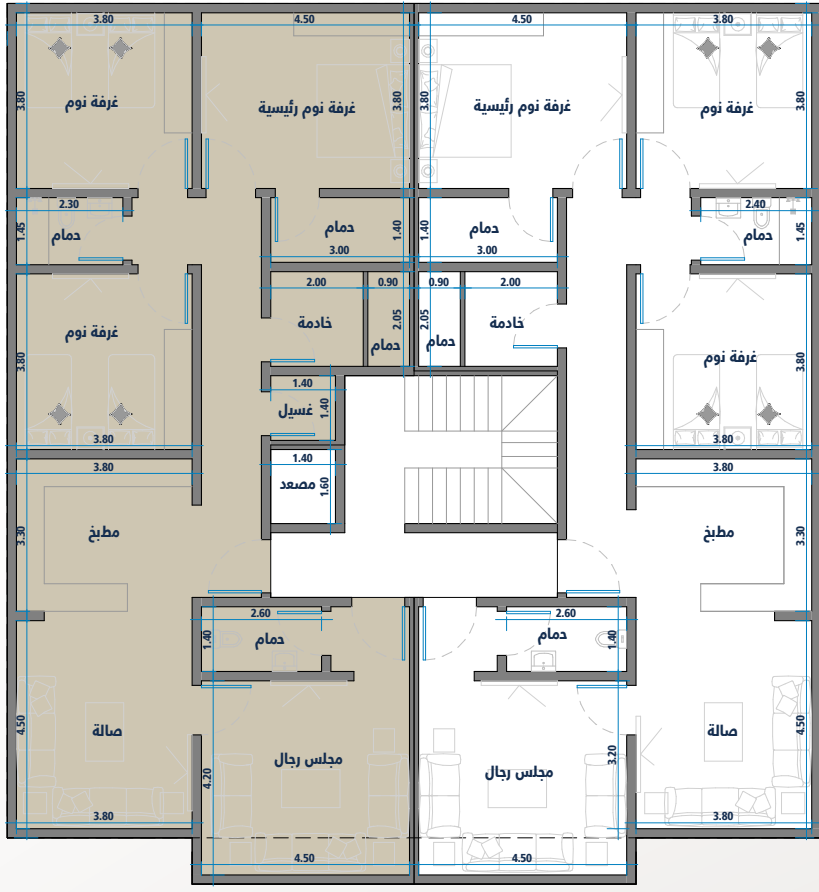 3.80 4.50 4.50 3.80
غرفة نوم
غرفة نوم رئيسية
غرفة نوم رئيسية
غرفة نوم
3.80 3.80 3.80 3.80
2.30 2.40
حمام
حمام
حمام
حمام
1.45 1.40 1.40 1.45
3.00 3.00
2.00 0.90 0.90 2.00
خادمة
حمام
حمام
خادمة
2.05 2.05
غرفة نوم
غرفة نوم
3.80 3.80
1.40
غسيل
1.40
3.80 3.80
3.80 1.40 3.80
مصعد
1.60
مطبخ
مطبخ
3.30 3.30
2.60 2.60
حمام
حمام
1.40 1.40
صالة
مجلس رجال
مجلس رجال
صالة
4.50 4.20 3.20 4.50
3.80 3.80
4.50 4.50